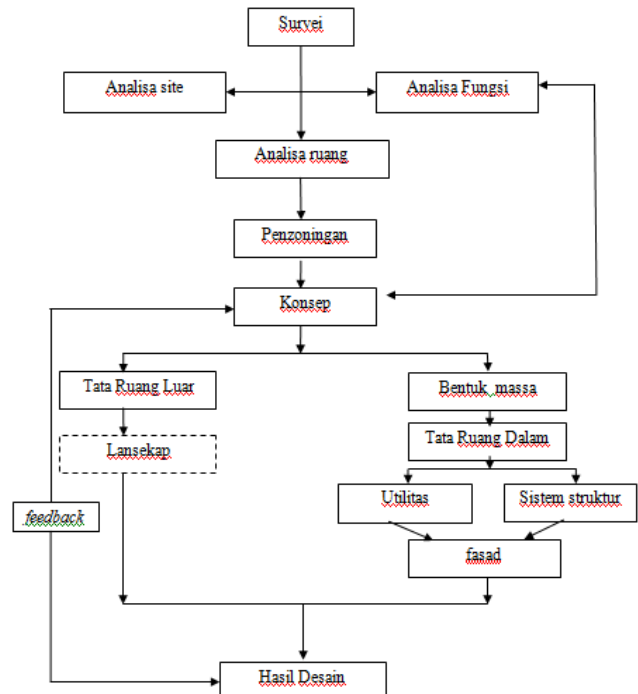 Survei
Analisa site
Analisa Fungsi
Analisa ruang
Penzoningan
Konsep
Tata Ruang Luar
Bentuk massa
Lansekap
Tata Ruang Dalam
Utilitas
Sistem struktur
feedback
fasad
Hasil Desain